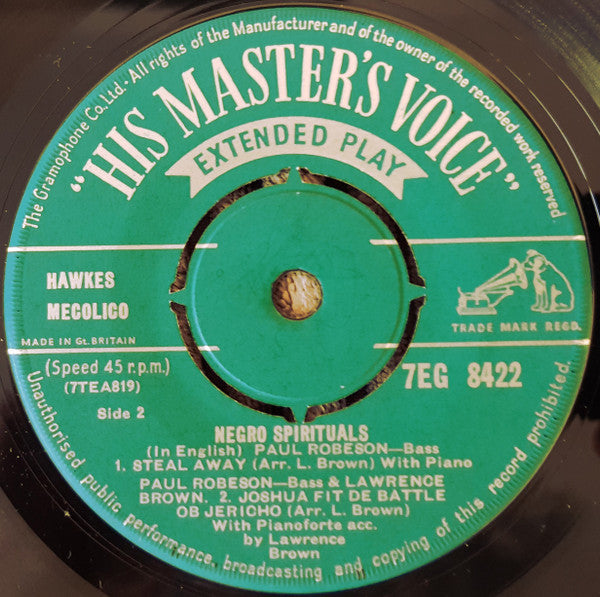 The Gramophone Co. Ltd· All rights of the Manufacturer and of the owner of the recorded work reserved.
"HIS MASTER'S VOICE"
EXTENDED PLAY
HAWKES
MECOLICO
TRADE MARK REGD.
MADE IN Gt. BRITAIN
(Speed 45 r.p.m.)
(7TEA819)
7EG 8422
Side 2
NEGRO SPIRITUALS
(In English) PAUL ROBESON—Bass
1. STEAL AWAY (Arr. L. Brown) With Piano
PAUL ROBESON—Bass & LAWRENCE
BROWN. 2. JOSHUA FIT DE BATTLE
OB JERICHO (Arr. L. Brown)
With Pianoforte acc.
by Lawrence
Brown
Unauthorised public performance, broadcasting and copying of this record prohibited.